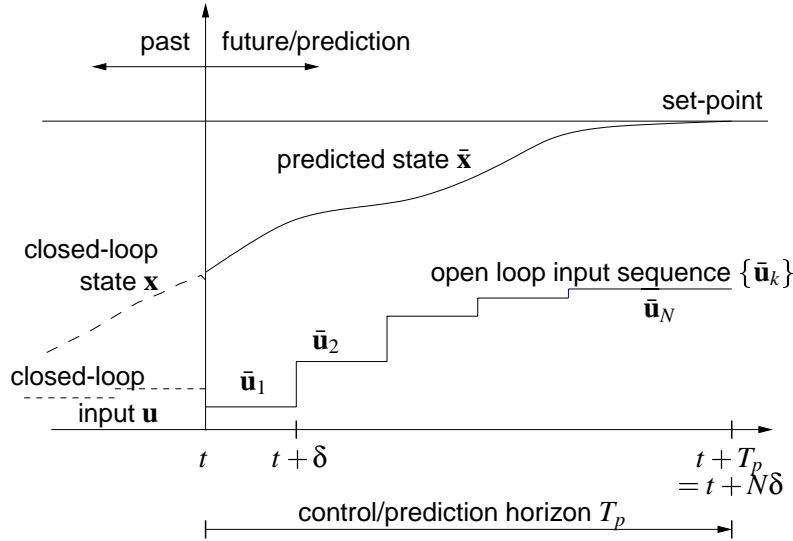 past future/prediction
set-point
predicted state x̄
closed-loop
state x
open loop input sequence {ū_k}
ū_N
ū_2
closed-loop
ū_1
input u
t t + δ t + T_p
= t + Nδ
control/prediction horizon T_p